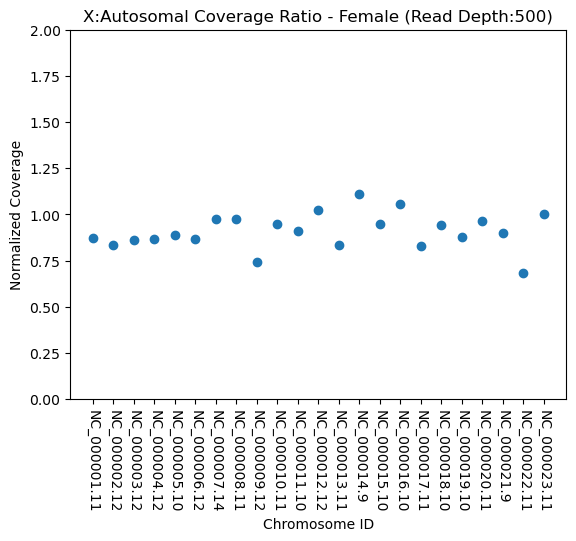 X:Autosomal Coverage Ratio - Female (Read Depth:500)
2.00
1.75
1.50
1.25
1.00
0.75
0.50
0.25
0.00
Normalized Coverage
NC_000001.11
NC_000002.12
NC_000003.12
NC_000004.12
NC_000005.10
NC_000006.12
NC_000007.14
NC_000008.11
NC_000009.12
NC_000010.11
NC_000011.10
NC_000012.12
NC_000013.11
NC_000014.9
NC_000015.10
NC_000016.10
NC_000017.11
NC_000018.10
NC_000019.10
NC_000020.11
NC_000021.9
NC_000022.11
NC_000023.11
Chromosome ID